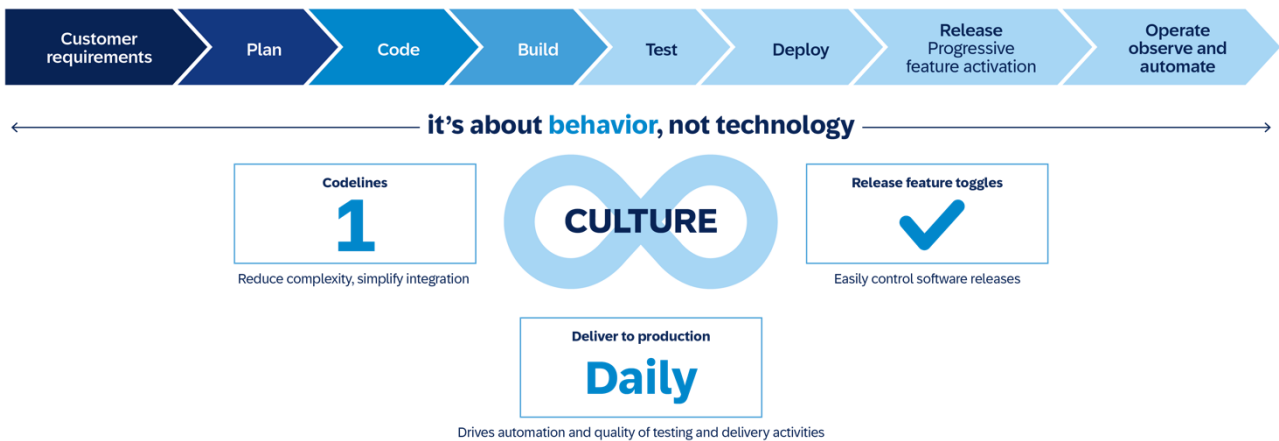 Customer
requirements
Plan
Code
Build
Test
Deploy
Release
Progressive
feature activation
Operate
observe and
automate
it's about behavior, not technology
Codelines
1
Reduce complexity, simplify integration
CULTURE
Release feature toggles
Easily control software releases
Deliver to production
Daily
Drives automation and quality of testing and delivery activities